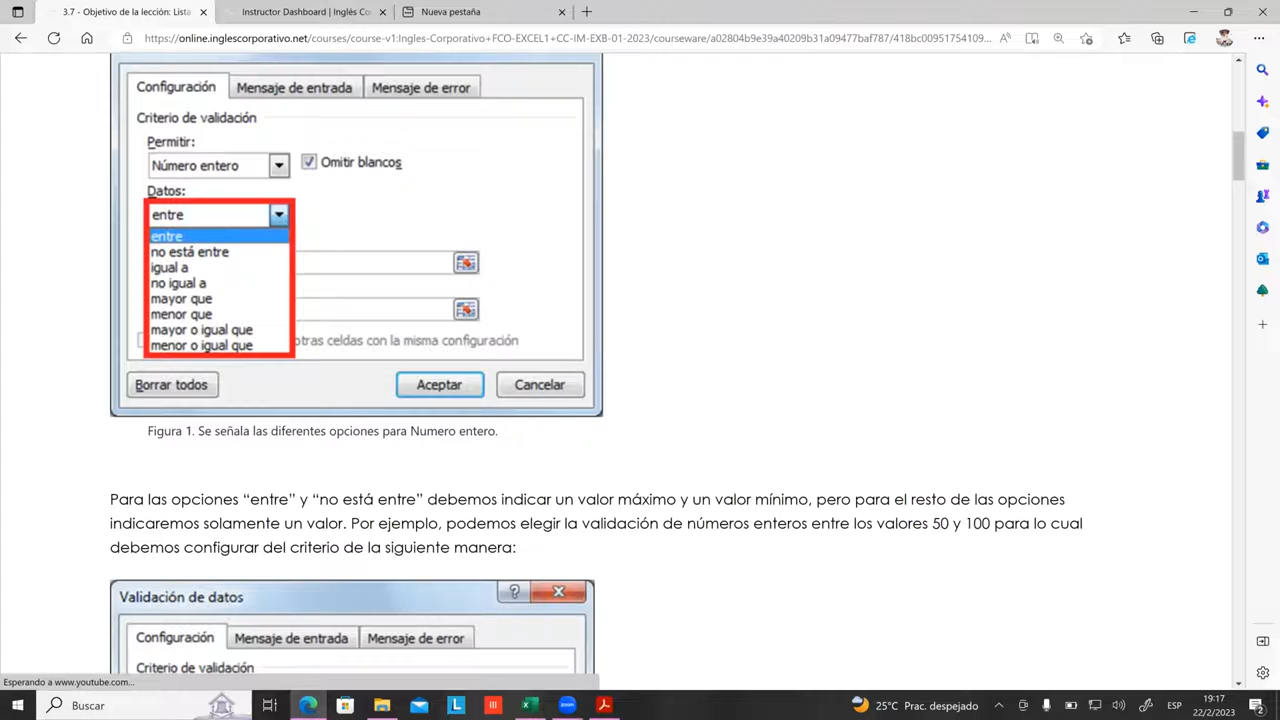 3.7 - Objetivo de la lección: Lista
Instructor Dashboard | Inglés Co
Nueva pestaña
https://online.inglescorporativo.net/courses/course-v1:Ingles-Corporativo+FCO-EXCEL1+CC-IM-EXB-01-2023/courseware/a02804b9e39a40209b31a09477baf787/418bc00951754109...
Configuración
Mensaje de entrada
Mensaje de error
Criterio de validación
Permitir:
Número entero
Omitir blancos
Datos:
entre
entre
no está entre
igual a
no igual a
mayor que
menor que
mayor o igual que
otras celdas con la misma configuración
menor o igual que
Borrar todos
Aceptar
Cancelar
Figura 1. Se señala las diferentes opciones para Numero entero.
Para las opciones “entre” y “no está entre” debemos indicar un valor máximo y un valor mínimo, pero para el resto de las opciones
indicaremos solamente un valor. Por ejemplo, podemos elegir la validación de números enteros entre los valores 50 y 100 para lo cual
debemos configurar del criterio de la siguiente manera:
Validación de datos
Configuración
Mensaje de entrada
Mensaje de error
Criterio de validación
Esperando a www.youtube.com...
Buscar
25°C Prac. despejado
ESP
19:17
22/2/2023